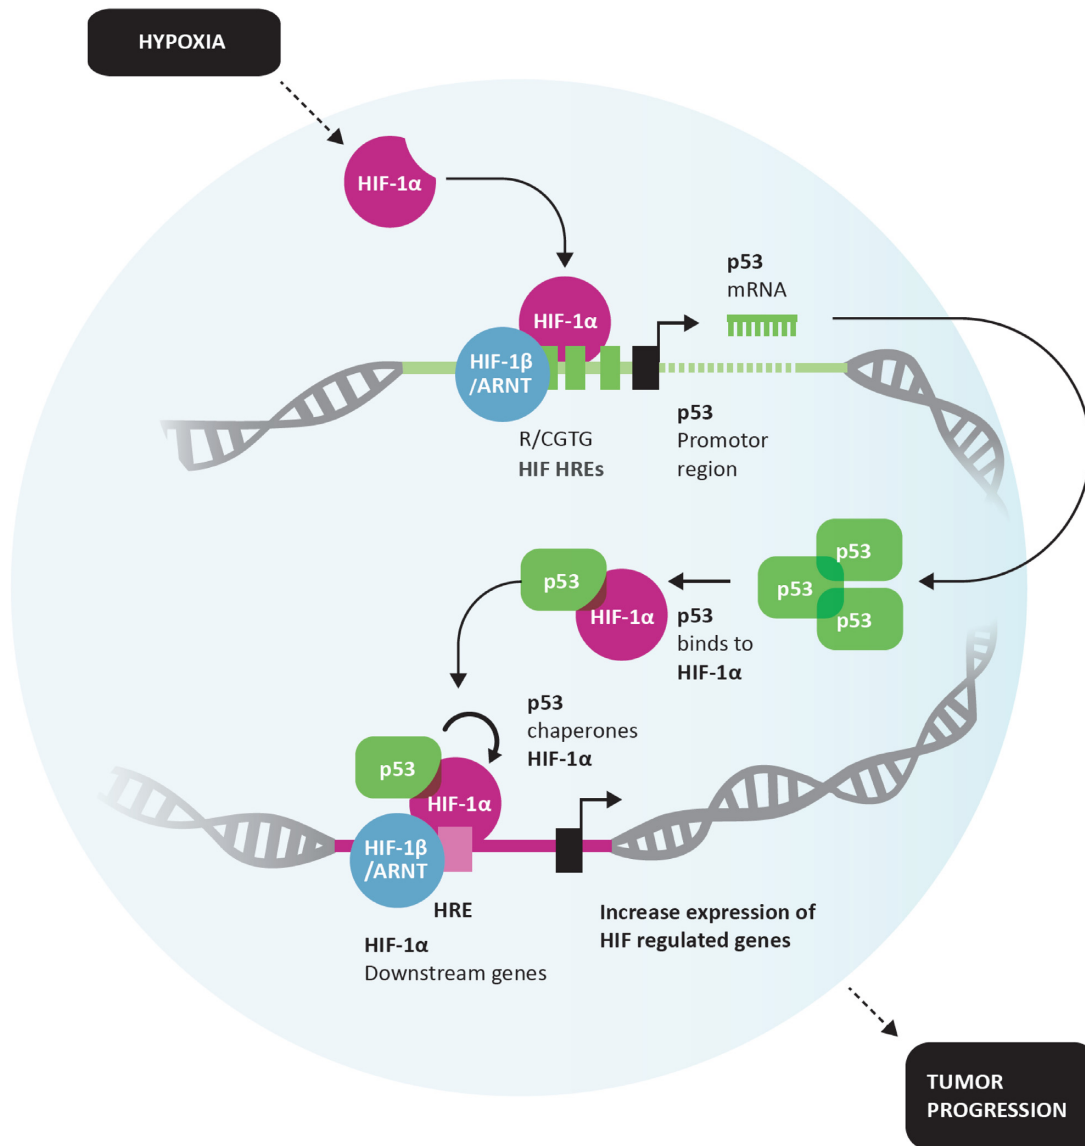 HYPOXIA
HIF-1α
p53
mRNA
HIF-1α
HIF-1β
/ARNT
R/CGTG
HIF HREs
p53
Promotor
region
p53
p53
p53
p53
HIF-1α
p53
binds to
HIF-1α
p53
chaperones
HIF-1α
p53
HIF-1α
HIF-1β
/ARNT
HRE
HIF-1α
Downstream genes
Increase expression of
HIF regulated genes
TUMOR
PROGRESSION